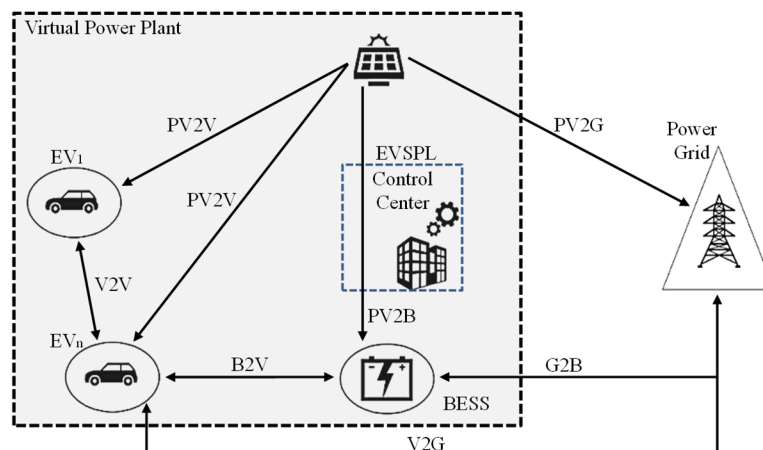 Virtual Power Plant
PV2V
PV2G
Power
Grid
EV1
EVSPL
Control
Center
PV2V
V2V
PV2B
EVn
B2V
G2B
BESS
V2G